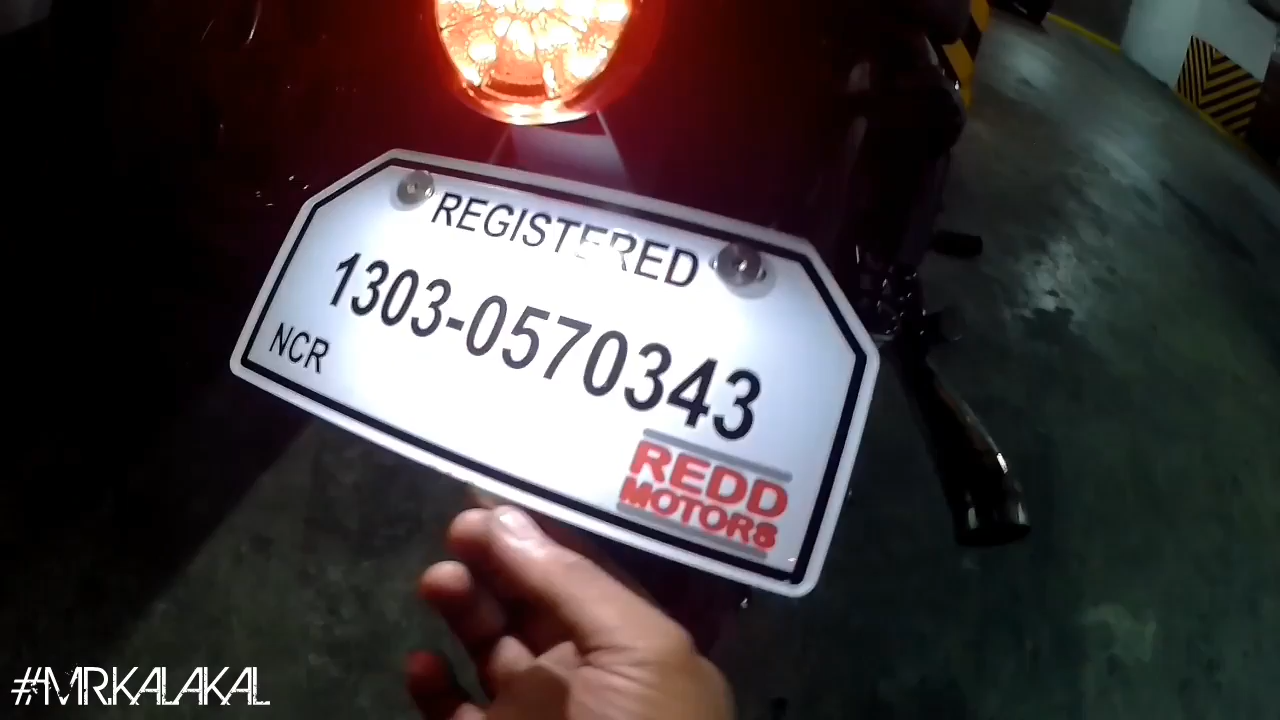 REGISTERED
1303-0570343
NCR
REDD
MOTORS
#MRKALAKAL